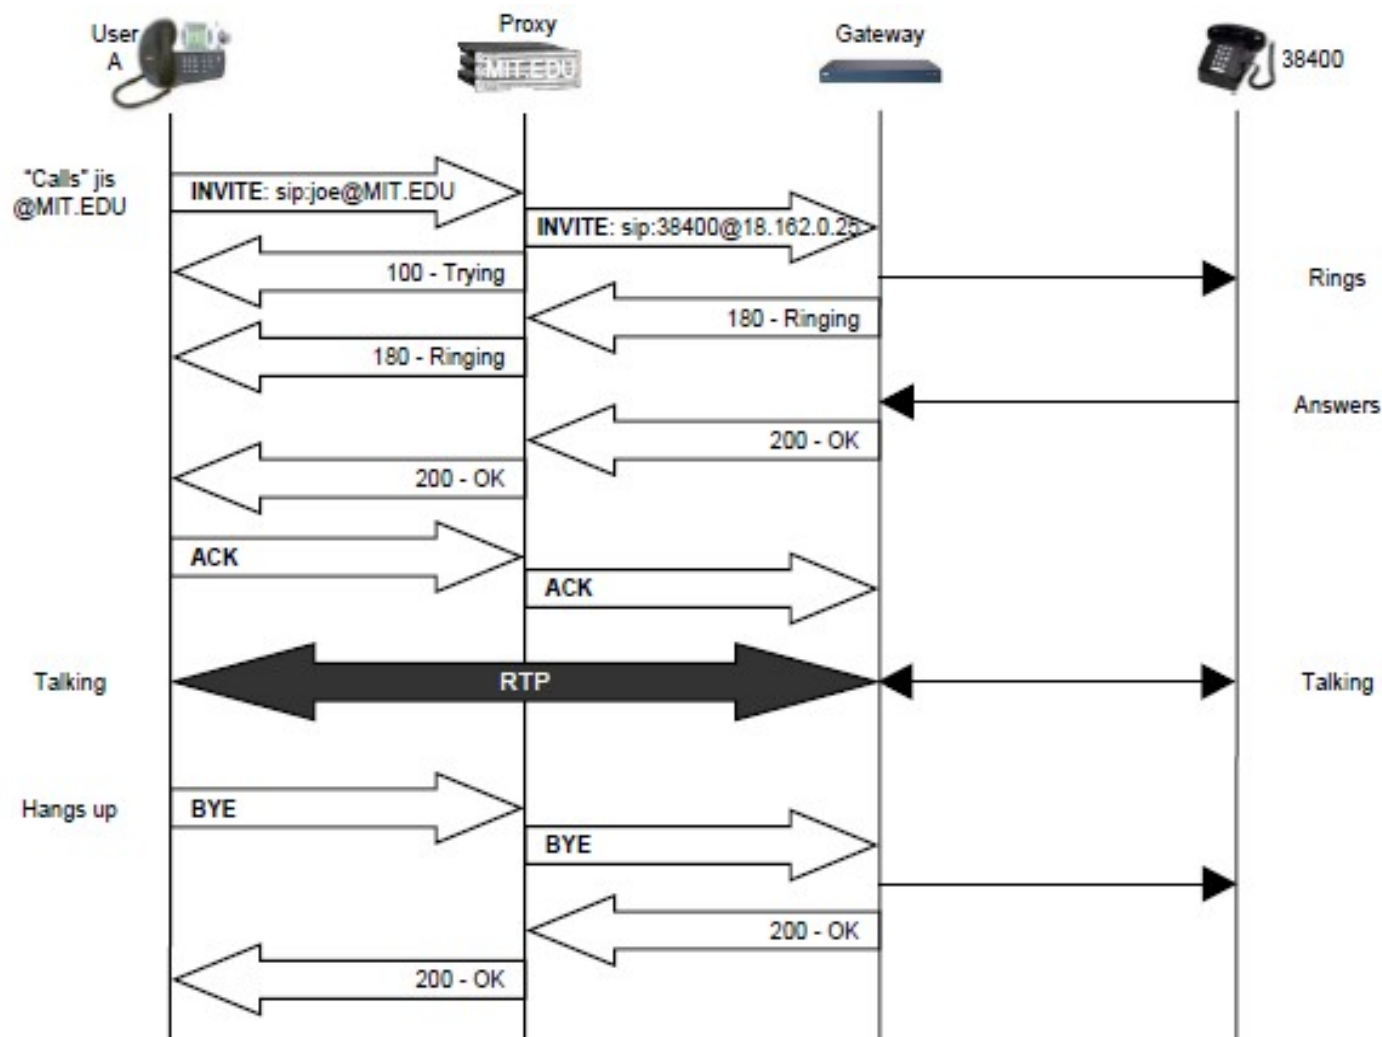 User
A
Proxy
MIT.EDU
Gateway
38400
"Calls" jis
@MIT.EDU
INVITE: sip:joe@MIT.EDU
INVITE: sip:38400@18.162.0.25
100 - Trying
Rings
180 - Ringing
180 - Ringing
Answers
200 - OK
200 - OK
ACK
ACK
Talking
RTP
Talking
Hangs up
BYE
BYE
200 - OK
200 - OK